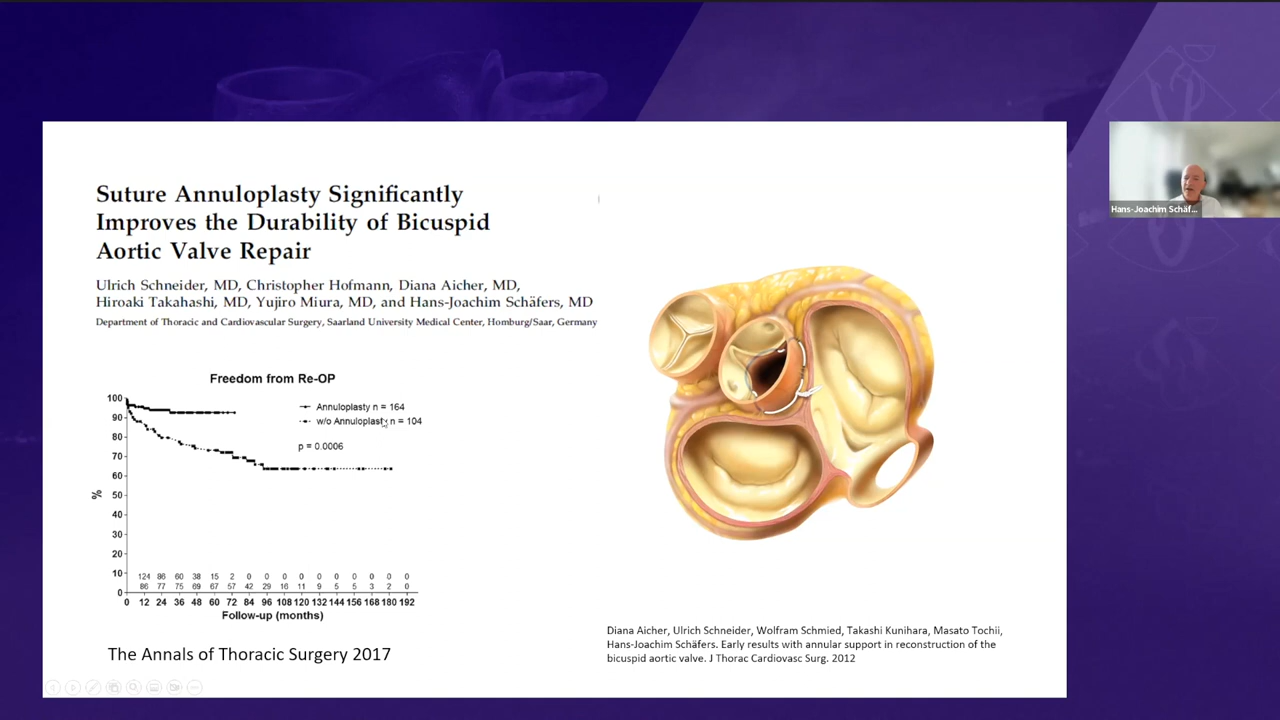 Suture Annuloplasty Significantly
Improves the Durability of Bicuspid
Aortic Valve Repair
Ulrich Schneider, MD, Christopher Hofmann, Diana Aicher, MD,
Hiroaki Takahashi, MD, Yujiro Miura, MD, and Hans-Joachim Schäfers, MD
Department of Thoracic and Cardiovascular Surgery, Saarland University Medical Center, Homburg/Saar, Germany
Freedom from Re-OP
Annuloplasty n = 164
w/o Annuloplasty n = 104
p = 0.0006
%
100
90
80
70
60
50
40
30
20
10
0
124 86 60 38 15 2 0 0 0 0 0 0 0 0 0 0
86 77 75 69 67 57 42 29 16 11 9 5 5 3 2 0
0 12 24 36 48 60 72 84 96 108 120 132 144 156 168 180 192
Follow-up (months)
The Annals of Thoracic Surgery 2017
Diana Aicher, Ulrich Schneider, Wolfram Schmied, Takashi Kunihara, Masato Tochii,
Hans-Joachim Schäfers. Early results with annular support in reconstruction of the
bicuspid aortic valve. J Thorac Cardiovasc Surg. 2012
Hans-Joachim Schäf...